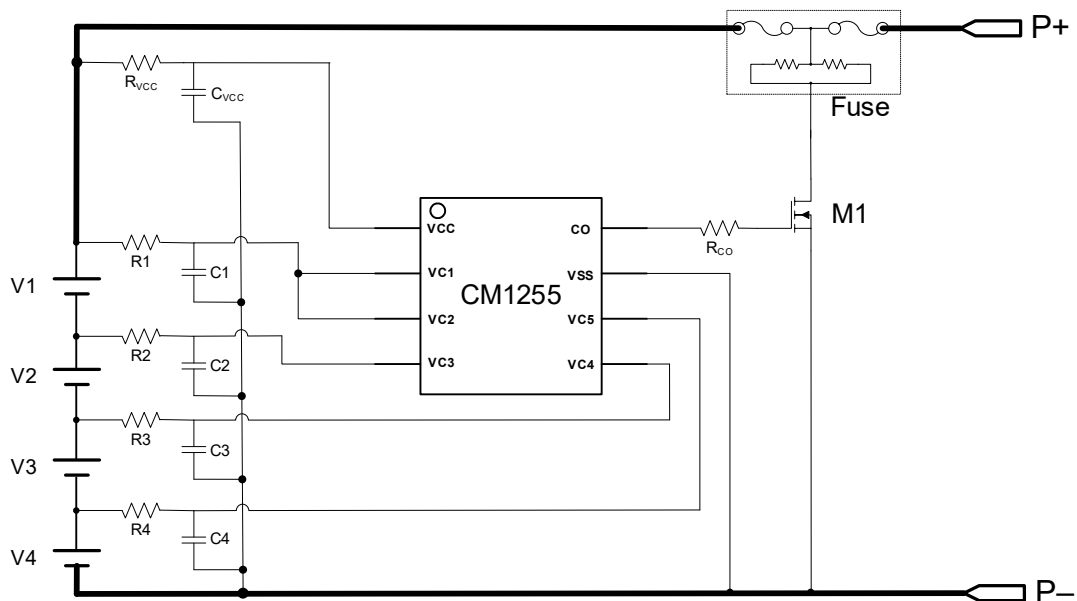 P+
RVCC
CVCC
Fuse
M1
VCC
CO
RCO
R1
C1
VC1
VSS
CM1255
V1
VC2
VC5
R2
C2
VC3
VC4
V2
R3
C3
V3
R4
C4
V4
P–